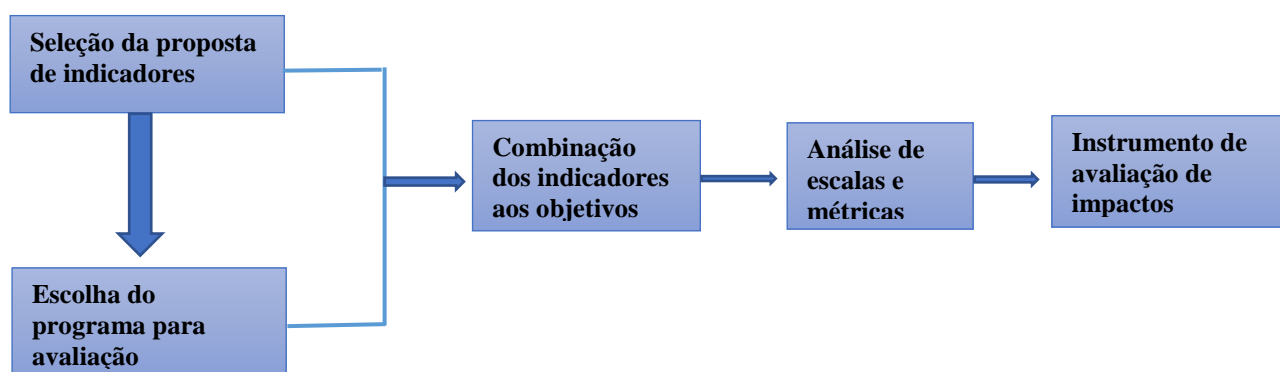 Seleção da proposta
de indicadores
Escolha do
programa para
avaliação
Combinação
dos indicadores
aos objetivos
Análise de
escalas e
métricas
Instrumento de
avaliação de
impactos